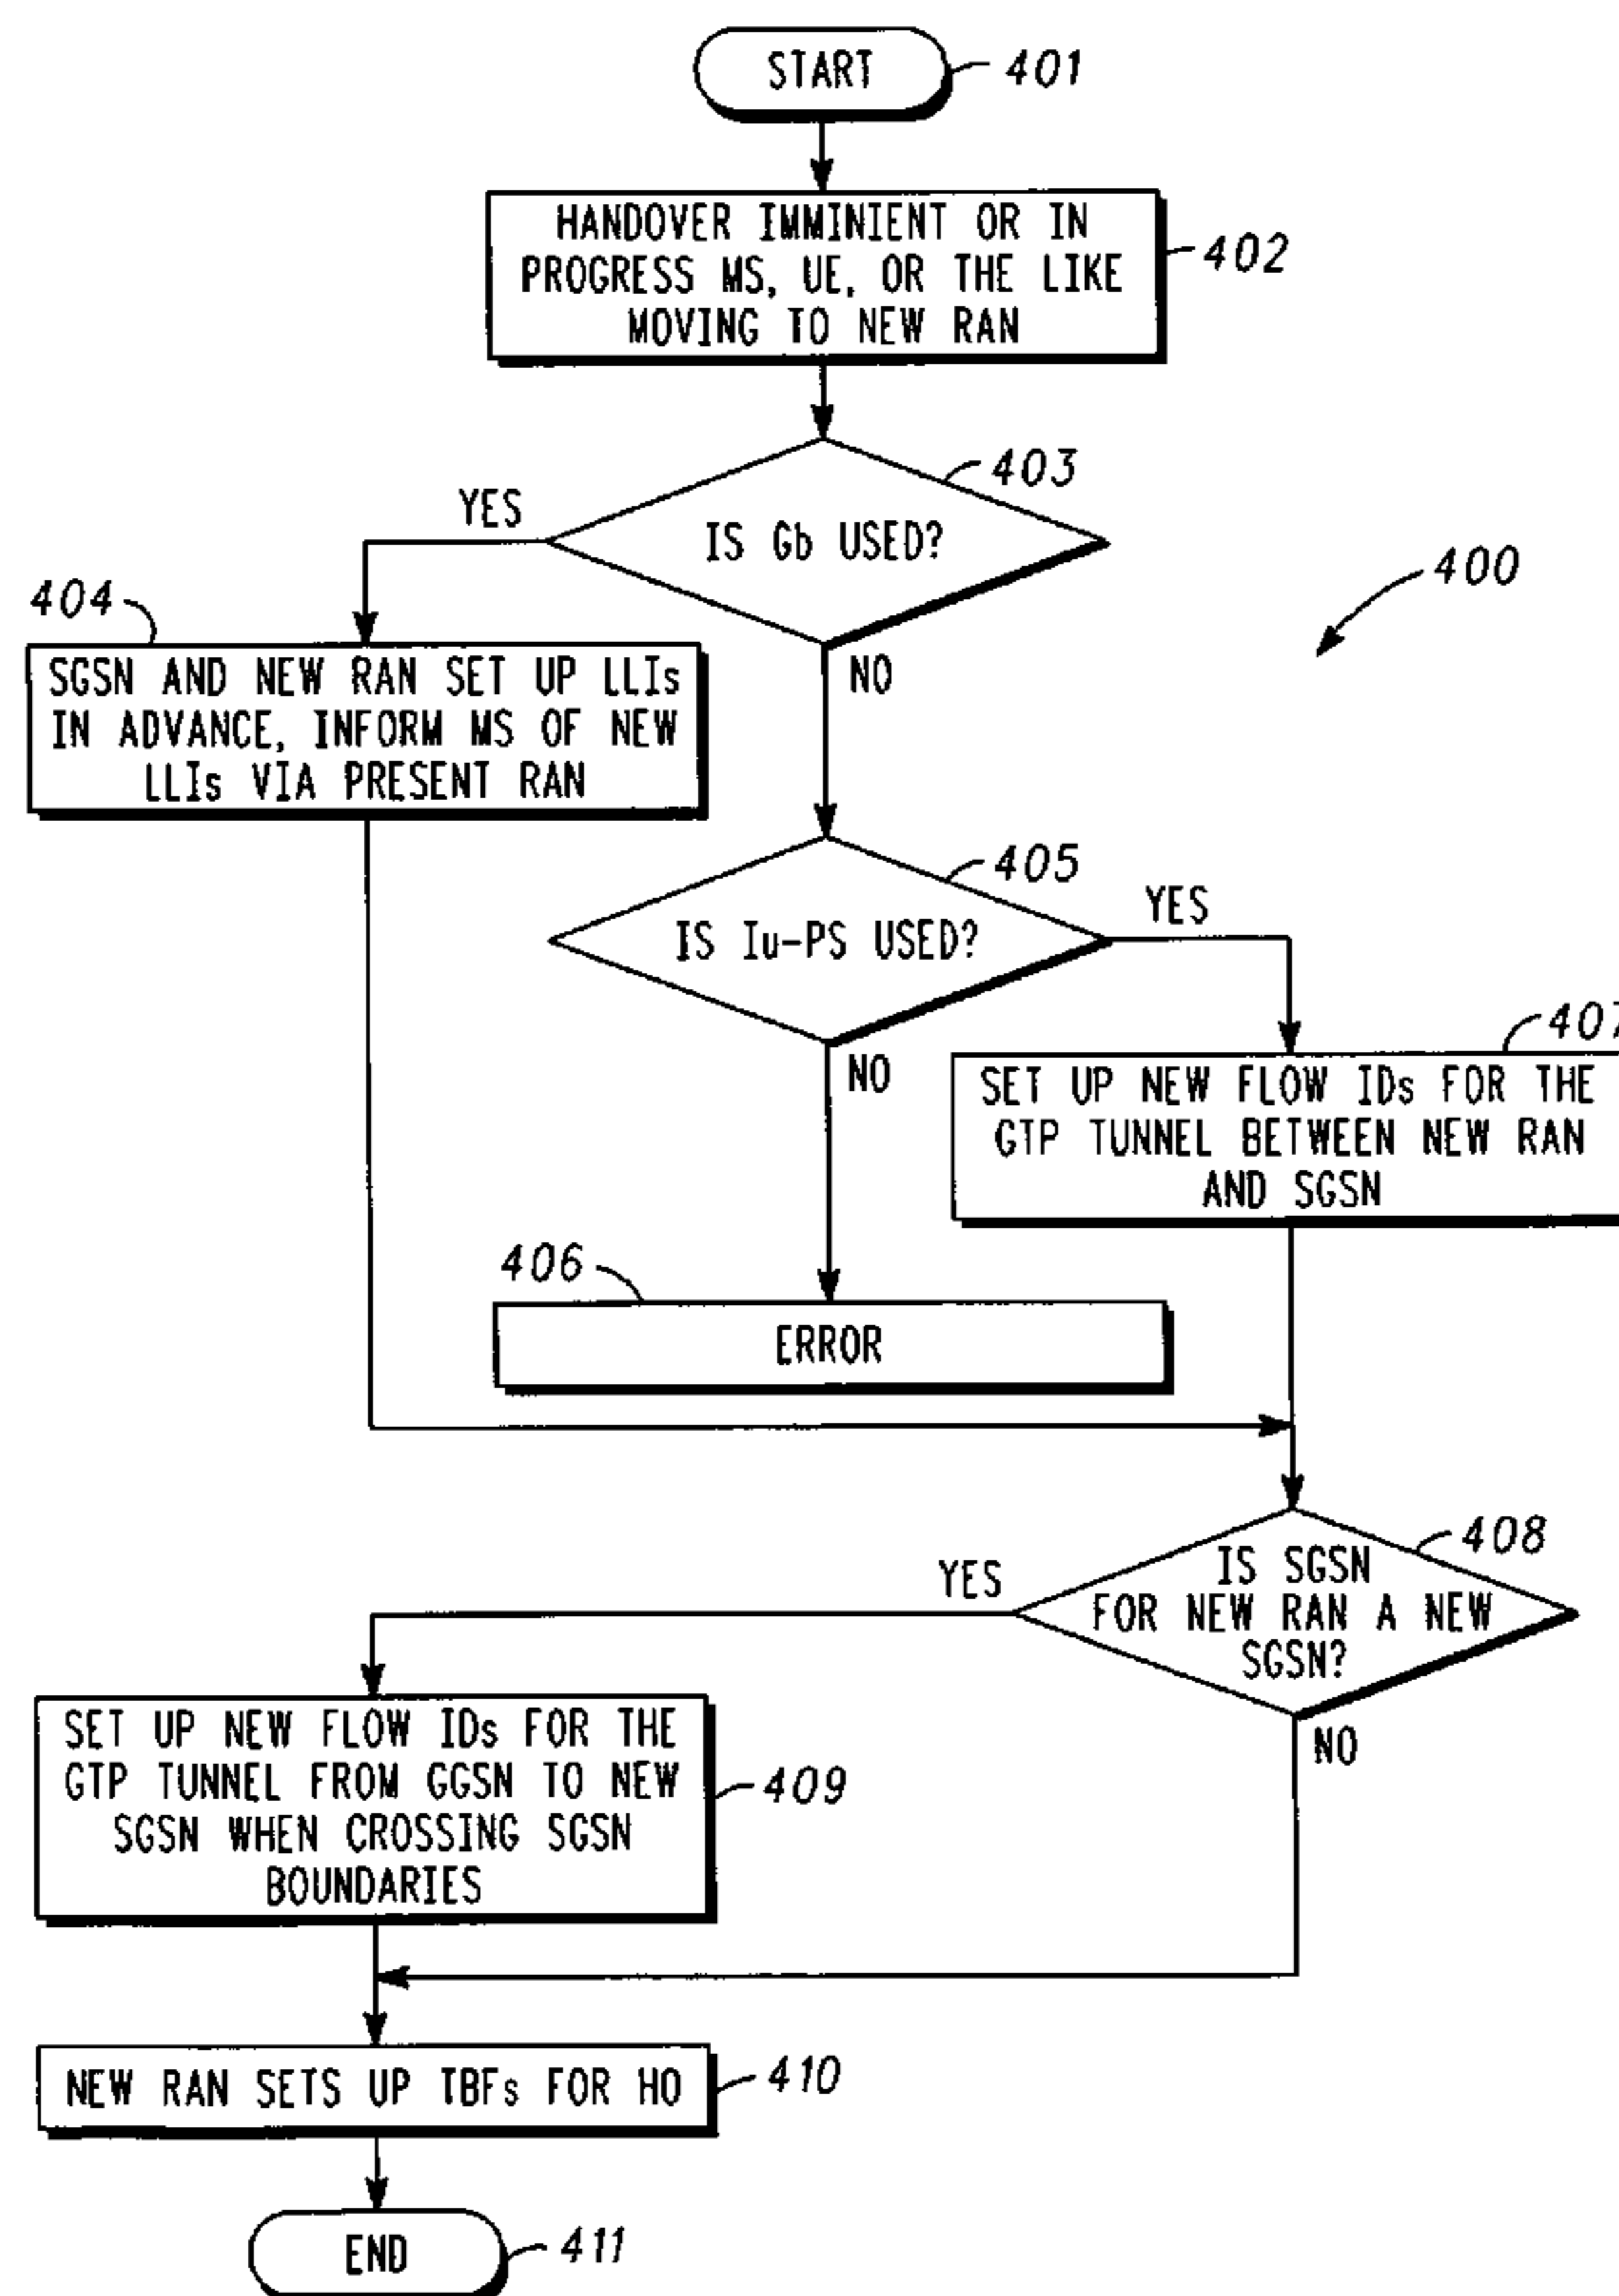 START
401
HANDOVER IMMINIENT OR IN
PROGRESS MS, UE, OR THE LIKE
MOVING TO NEW RAN
402
403
YES
IS Gb USED?
400
404
NO
SGSN AND NEW RAN SET UP LLIs
IN ADVANCE, INFORM MS OF NEW
LLIs VIA PRESENT RAN
405
YES
IS Iu-PS USED?
407
NO
SET UP NEW FLOW IDs FOR THE
GTP TUNNEL BETWEEN NEW RAN
AND SGSN
406
ERROR
408
YES
IS SGSN
FOR NEW RAN A NEW
SGSN?
NO
SET UP NEW FLOW IDs FOR THE
GTP TUNNEL FROM GGSN TO NEW
SGSN WHEN CROSSING SGSN
BOUNDARIES
409
NEW RAN SETS UP TBFs FOR HO
410
END
411